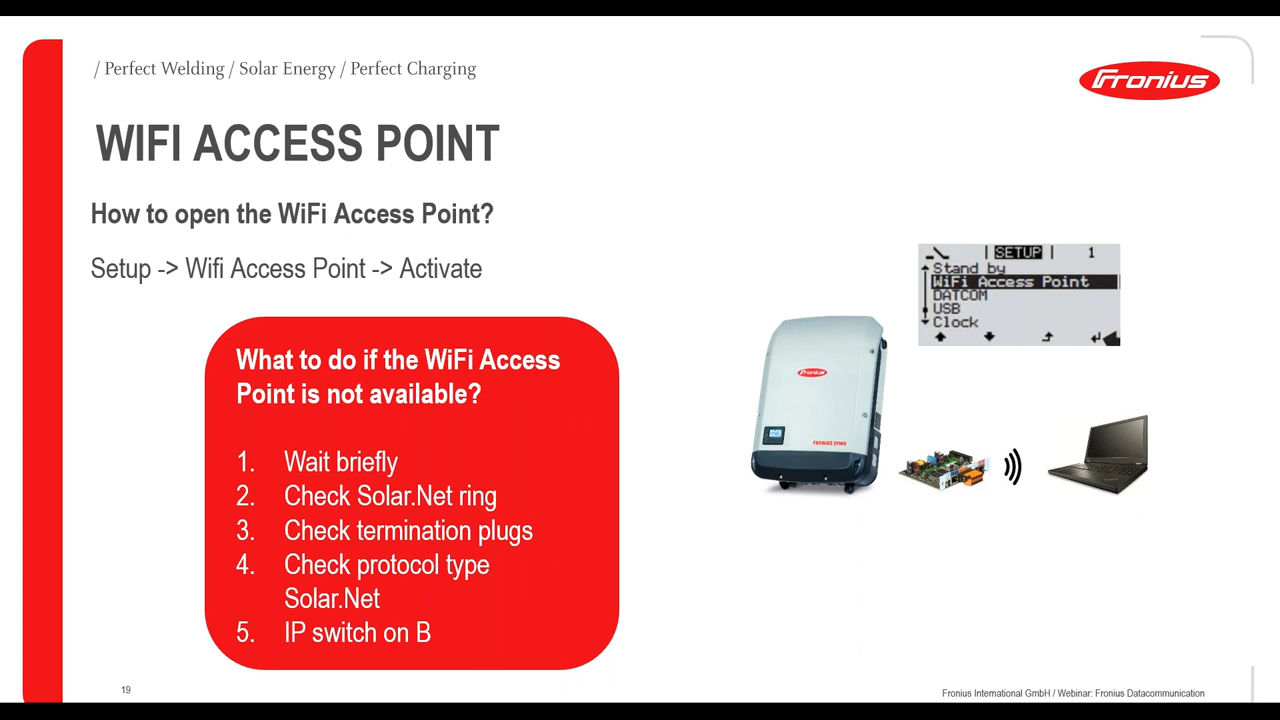 / Perfect Welding / Solar Energy / Perfect Charging
Fronius
WIFI ACCESS POINT
How to open the WiFi Access Point?
Setup -> Wifi Access Point -> Activate
SETUP 1
Stand by
WiFi Access Point
DATCOM
USB
Clock
What to do if the WiFi Access
Point is not available?
1. Wait briefly
2. Check Solar.Net ring
3. Check termination plugs
4. Check protocol type
Solar.Net
5. IP switch on B
Fronius
FRONIUS SYMO
19
Fronius International GmbH / Webinar: Fronius Datacommunication